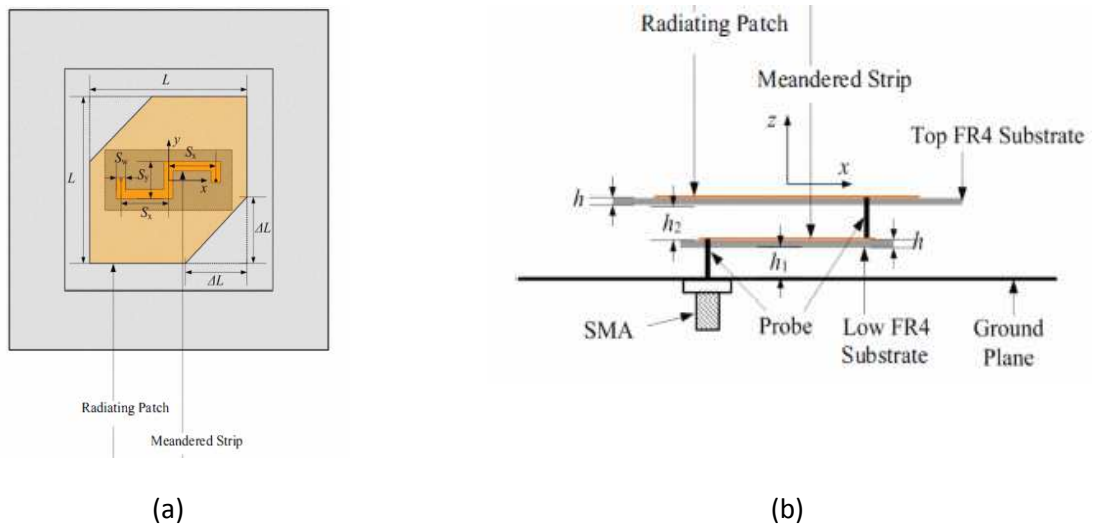 L
y
Sx
Sw
Sy
x
L
Sx
ΔL
ΔL
Radiating Patch
Meandered Strip
(a)
Radiating Patch
Meandered Strip
z
Top FR4 Substrate
x
h
h2
h
h1
SMA
Probe
Low FR4
Substrate
Ground
Plane
(b)